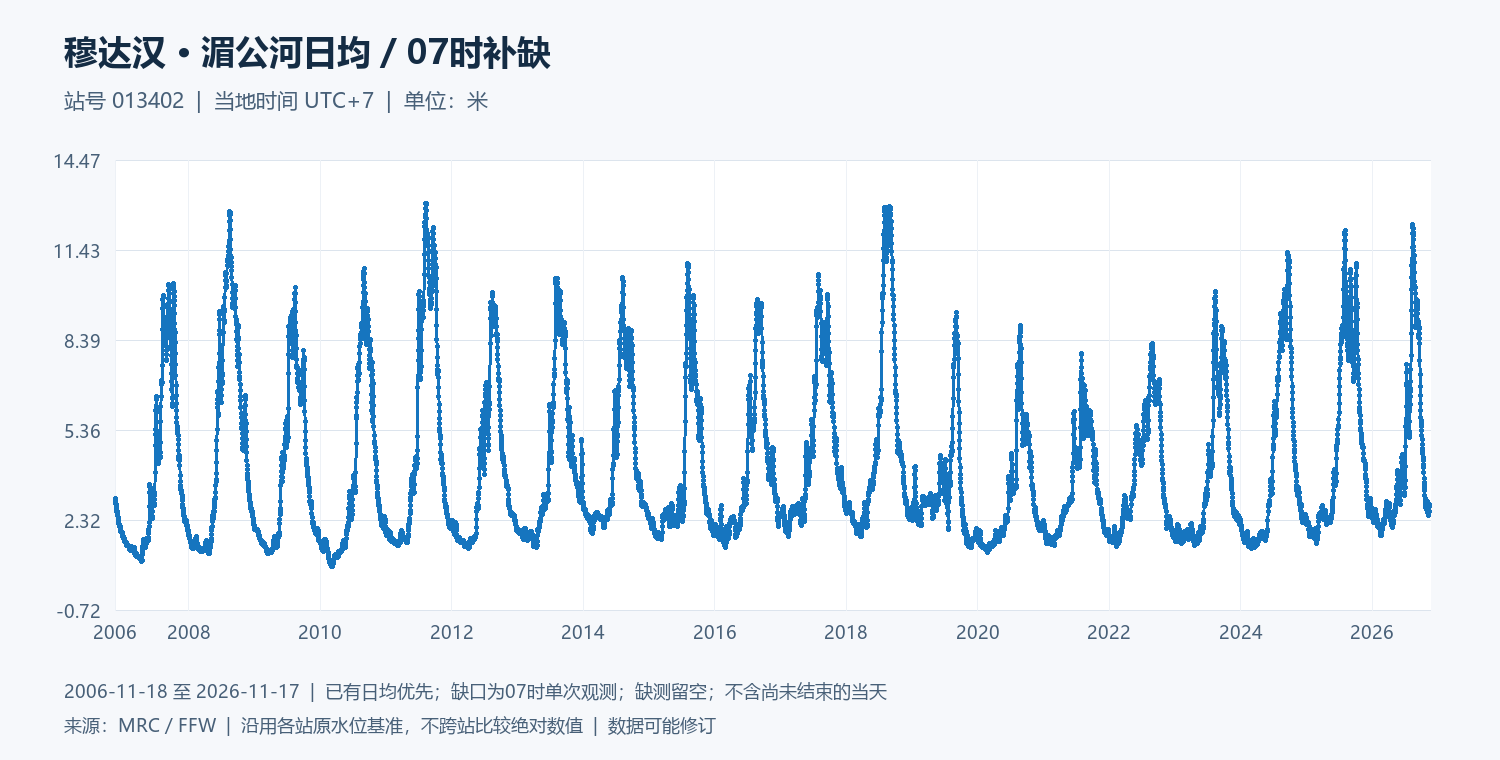 穆达汉 · 湄公河日均 / 07时补缺
站号 013402 | 当地时间 UTC+7 | 单位：米
14.47
11.43
8.39
5.36
2.32
-0.72
2006 2008 2010 2012 2014 2016 2018 2020 2022 2024 2026
2006-11-18 至 2026-11-17 | 已有日均优先；缺口为07时单次观测；缺测留空；不含尚未结束的当天
来源：MRC / FFW | 沿用各站原水位基准，不跨站比较绝对数值 | 数据可能修订